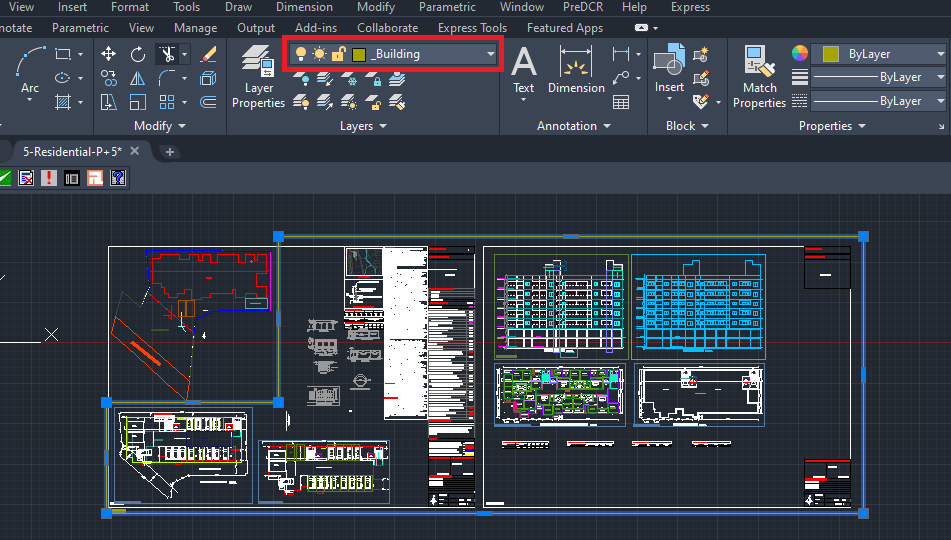 View Insert Format Tools Draw Dimension Modify Parametric Window PreDCR Help Express
notate Parametric View Manage Output Add-ins Collaborate Express Tools Featured Apps
_Building
ByLayer
Arc
Layer
Properties
Text
Dimension
Insert
Match
Properties
ByLayer
ByLayer
Modify
Layers
Annotation
Block
Properties
5-Residential-P+5*